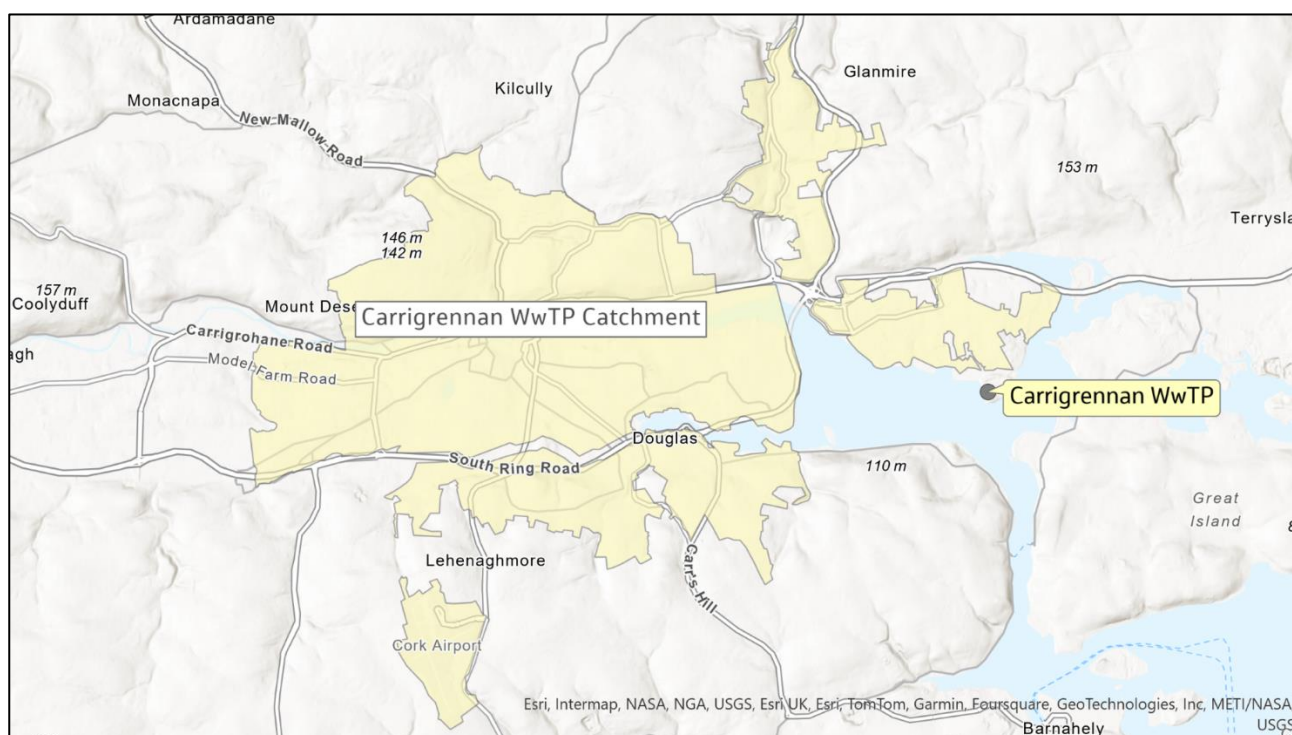 Ardamadane
Glanmire
Kilcully
Monacnapa
New Mallow Road
153 m
Terrysla
146 m
142 m
157 m
Coolyduff
Mount Dese
Carrigrennan WwTP Catchment
Carrigrohane Road
agh
Model Farm Road
Carrigrennan WwTP
Douglas
South Ring Road
110 m
Great
Island
8
Lehenaghmore
Carr's Hill
Cork Airport
Esri, Intermap, NASA, NGA, USGS, Esri UK, Esri, TomTom, Garmin, Foursquare, GeoTechnologies, Inc, METI/NASA,
USGS
Barnahely